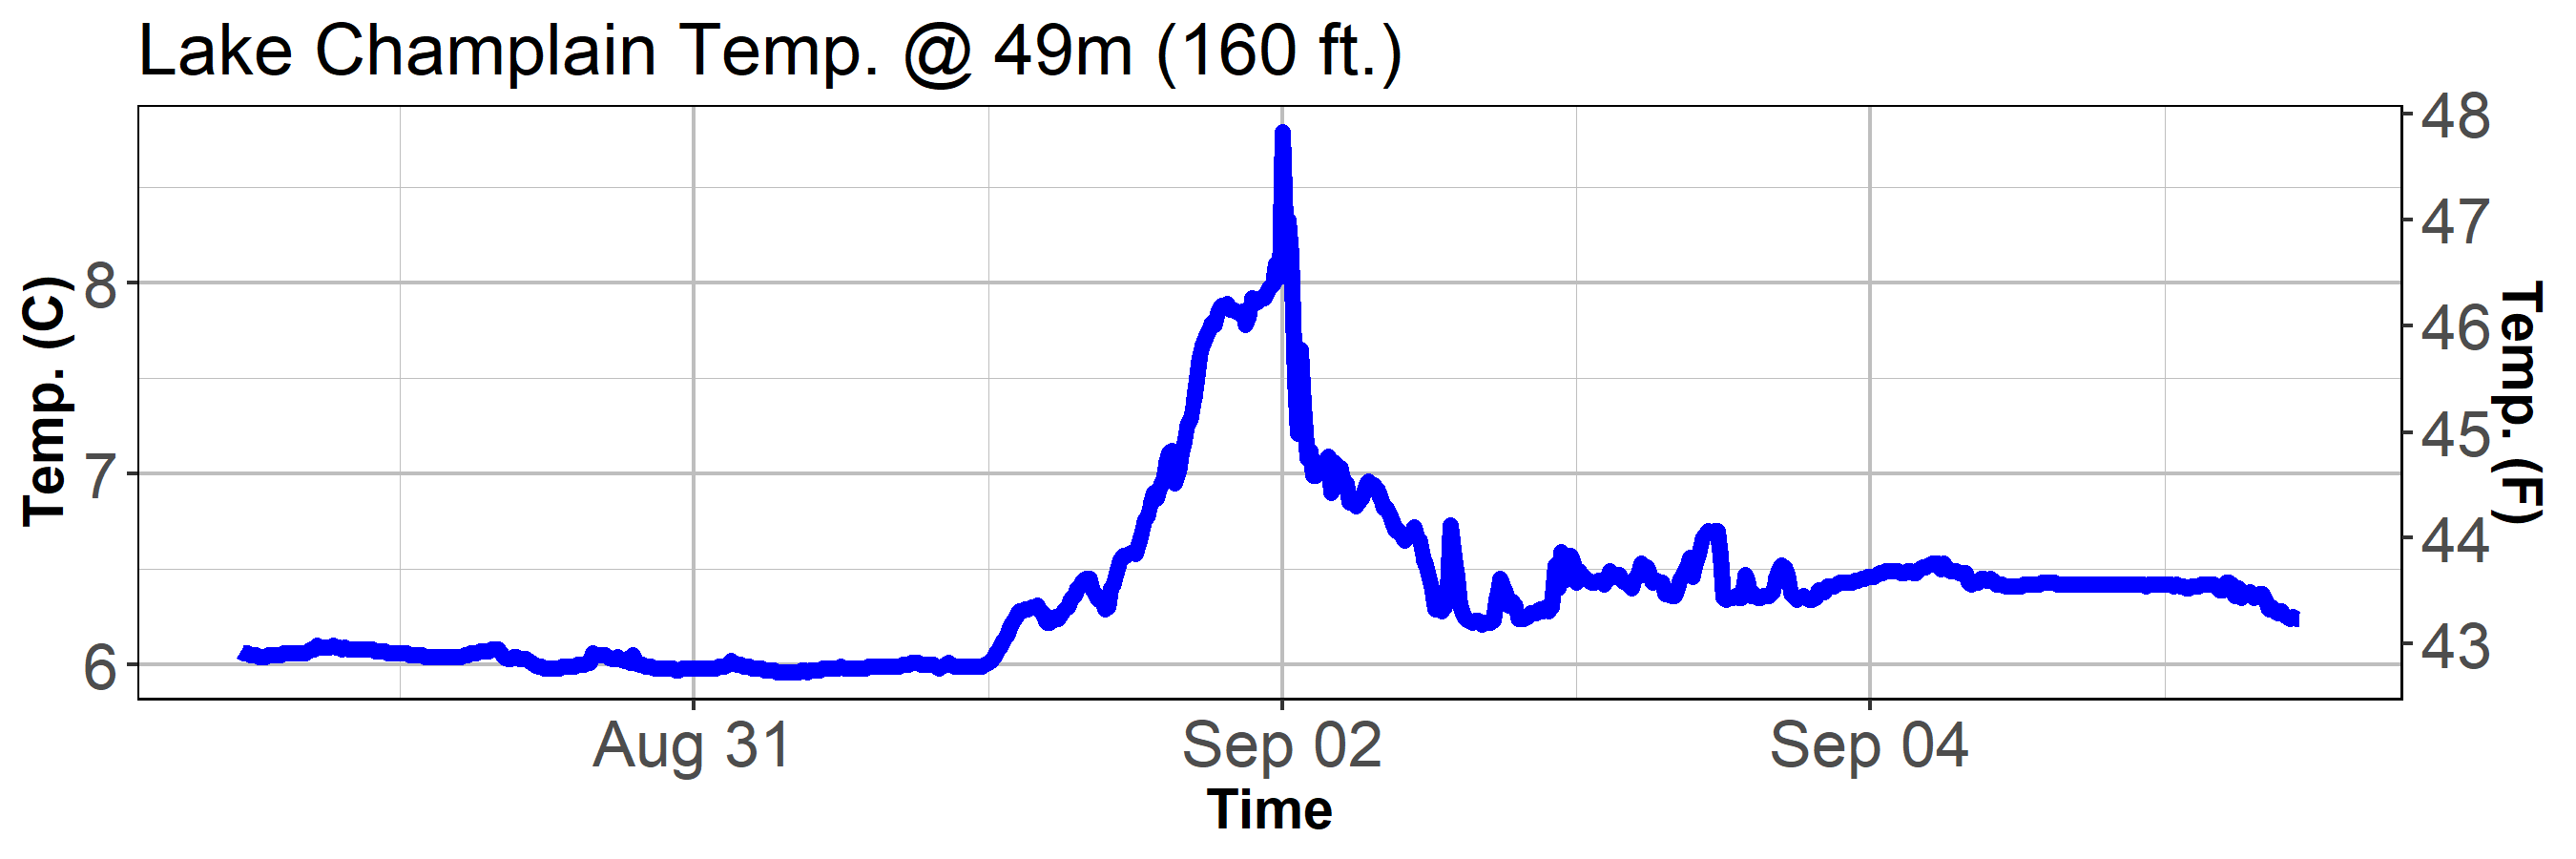 Lake Champlain Temp. @ 49m (160 ft.)
Temp. (C)
8
7
6
48
47
46
45
44
43
Temp. (F)
Aug 31 Sep 02 Sep 04
Time